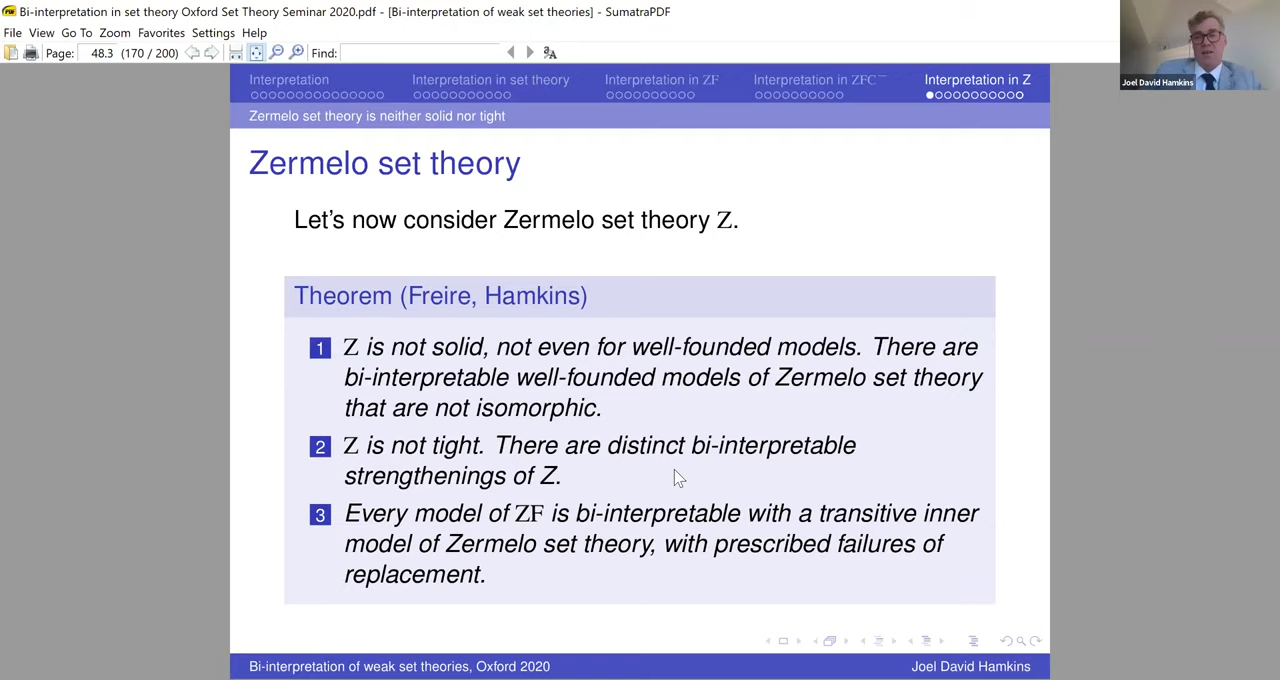 Bi-interpretation in set theory Oxford Set Theory Seminar 2020.pdf - [Bi-interpretation of weak set theories] - SumatraPDF
File View Go To Zoom Favorites Settings Help
Page: 48.3 (170 / 200) Find:
Joel David Hamkins
Interpretation Interpretation in set theory Interpretation in ZF Interpretation in ZFC⁻ Interpretation in Z
Zermelo set theory is neither solid nor tight
Zermelo set theory
Let's now consider Zermelo set theory Z.
Theorem (Freire, Hamkins)
1 Z is not solid, not even for well-founded models. There are
bi-interpretable well-founded models of Zermelo set theory
that are not isomorphic.
2 Z is not tight. There are distinct bi-interpretable
strengthenings of Z.
3 Every model of ZF is bi-interpretable with a transitive inner
model of Zermelo set theory, with prescribed failures of
replacement.
Bi-interpretation of weak set theories, Oxford 2020 Joel David Hamkins